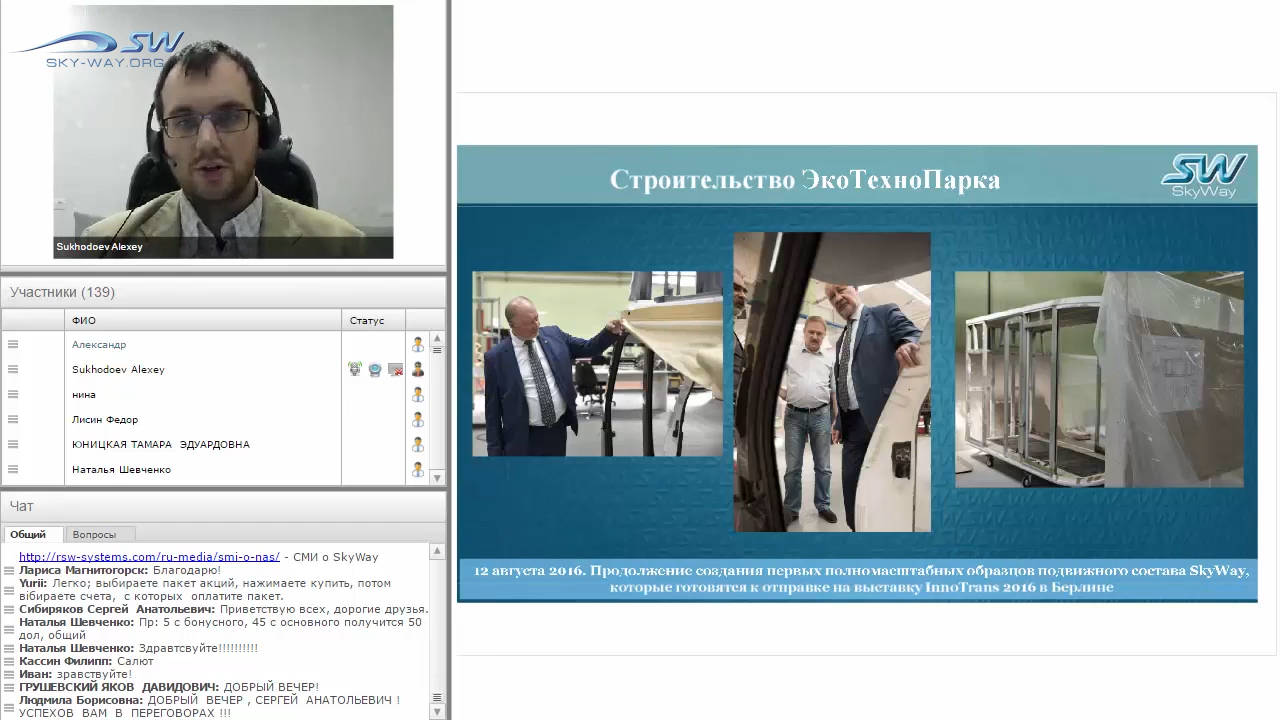 SW
SKY-WAY.ORG
Sukhodoev Alexey
Участники (139)
ФИО Статус
Александр
Sukhodoev Alexey
нина
Лисин Федор
ЮНИЦКАЯ ТАМАРА ЭДУАРДОВНА
Наталья Шевченко
Чат
Общий Вопросы
http://rsw-systems.com/ru-media/smi-o-nas/ - СМИ о SkyWay
Лариса Магнитогорск: Благодарю!
Yurii: Легко; выбираете пакет акций, нажимаете купить, потом
вібираете счета, с которых оплатите пакет.
Сибиряков Сергей Анатольевич: Приветствую всех, дорогие друзья.
Наталья Шевченко: Пр: 5 с бонусного, 45 с основного получится 50
дол, общий
Наталья Шевченко: Здравтсвуйте!!!!!!!!!!
Кассин Филипп: Салют
Иван: зравствуйте!
ГРУШЕВСКИЙ ЯКОВ ДАВИДОВИЧ: ДОБРЫЙ ВЕЧЕР!
Людмила Борисовна: ДОБРЫЙ ВЕЧЕР , СЕРГЕЙ АНАТОЛЬЕВИЧ !
УСПЕХОВ ВАМ В ПЕРЕГОВОРАХ !!!
Строительство ЭкоТехноПарка
SW
SkyWay
12 августа 2016. Продолжение создания первых полномасштабных образцов подвижного состава SkyWay,
которые готовятся к отправке на выставку InnoTrans 2016 в Берлине